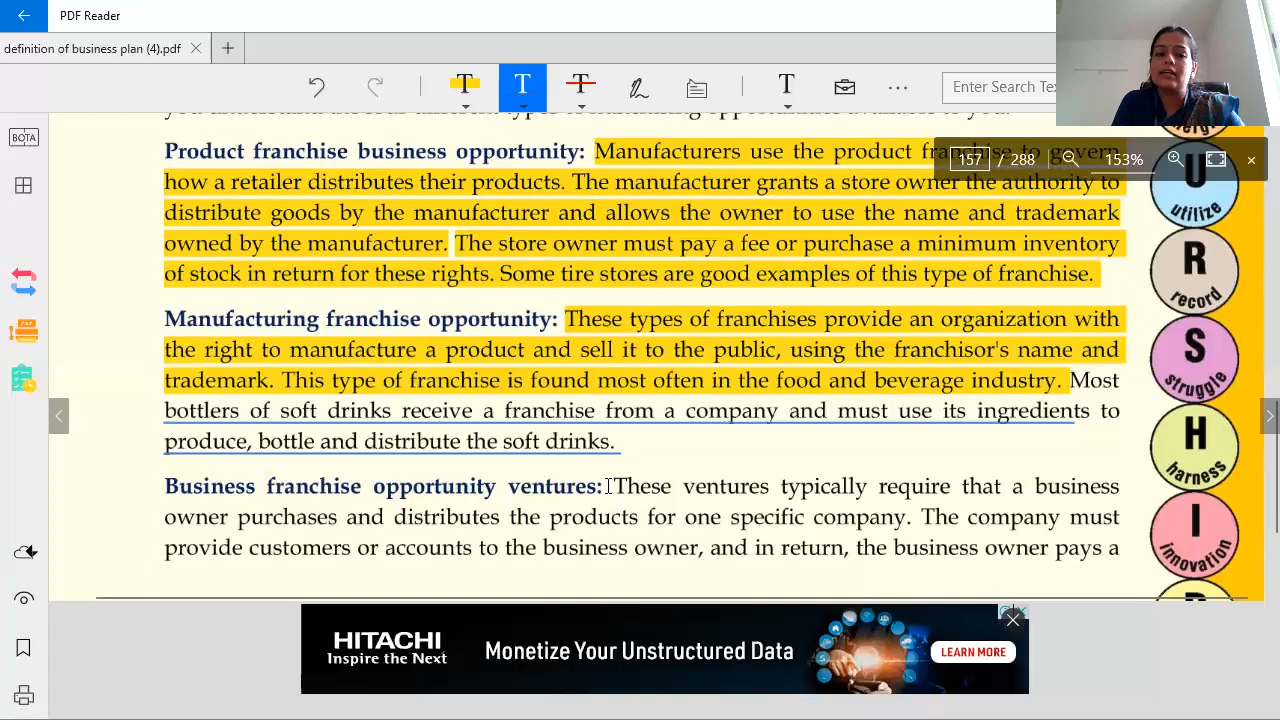 PDF Reader
definition of business plan (4).pdf
Enter Search Tex
BOTA
157 / 288
153%
Product franchise business opportunity: Manufacturers use the product franchise to govern
how a retailer distributes their products. The manufacturer grants a store owner the authority to
distribute goods by the manufacturer and allows the owner to use the name and trademark
owned by the manufacturer. The store owner must pay a fee or purchase a minimum inventory
of stock in return for these rights. Some tire stores are good examples of this type of franchise.
Manufacturing franchise opportunity: These types of franchises provide an organization with
the right to manufacture a product and sell it to the public, using the franchisor's name and
trademark. This type of franchise is found most often in the food and beverage industry. Most
bottlers of soft drinks receive a franchise from a company and must use its ingredients to
produce, bottle and distribute the soft drinks.
Business franchise opportunity ventures: These ventures typically require that a business
owner purchases and distributes the products for one specific company. The company must
provide customers or accounts to the business owner, and in return, the business owner pays a
U
utilize
R
record
S
struggle
H
harness
I
innovation
HITACHI
Inspire the Next
Monetize Your Unstructured Data
LEARN MORE